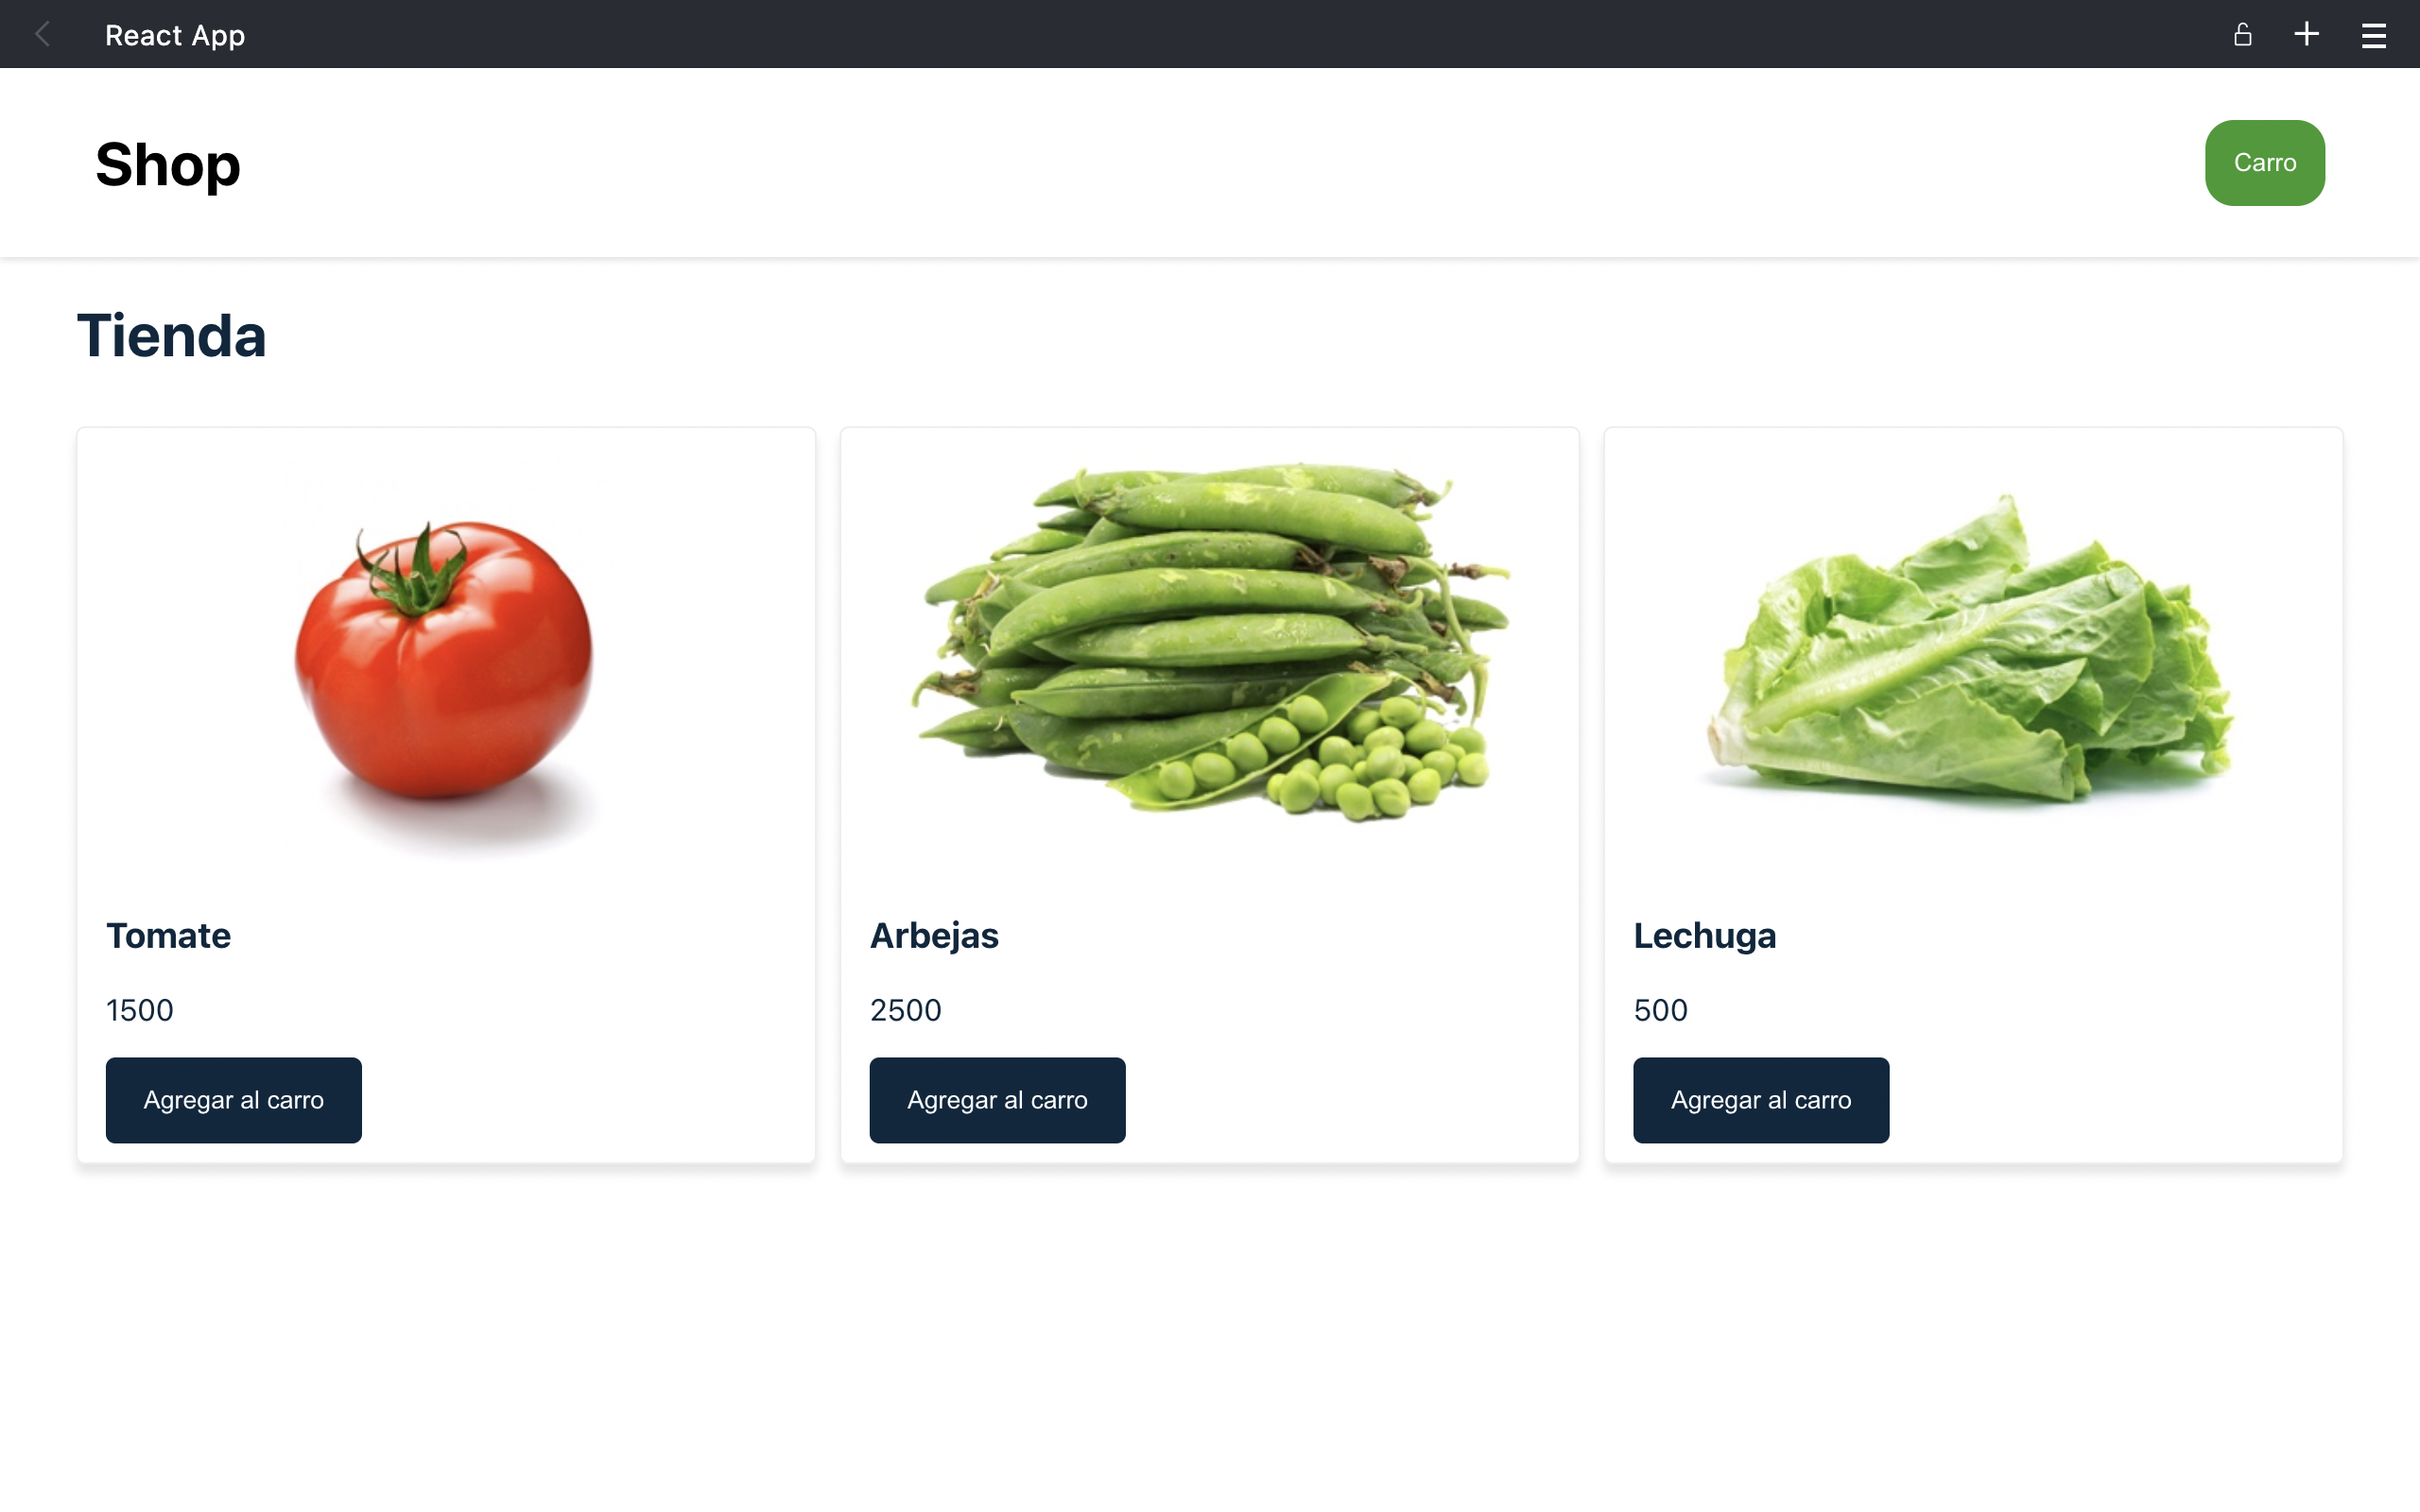 React App
Shop
Carro
Tienda
Tomate
1500
Agregar al carro
Arbejas
2500
Agregar al carro
Lechuga
500
Agregar al carro